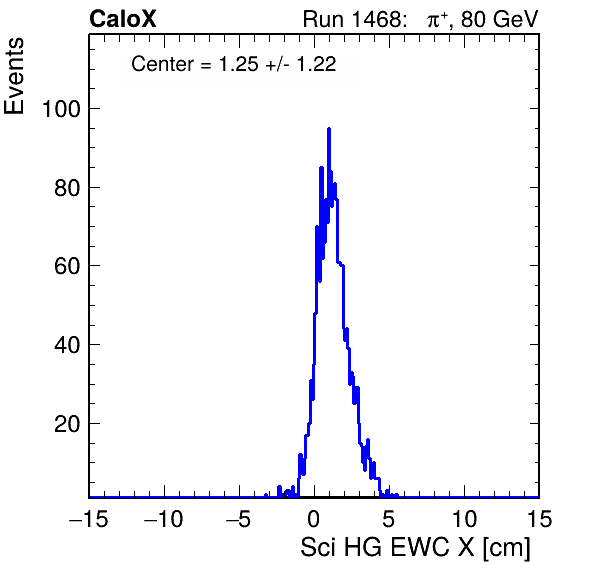 CaloX Run 1468: π⁺, 80 GeV
Center = 1.25 +/- 1.22
Events
100
80
60
40
20
−15 −10 −5 0 5 10 15
Sci HG EWC X [cm]